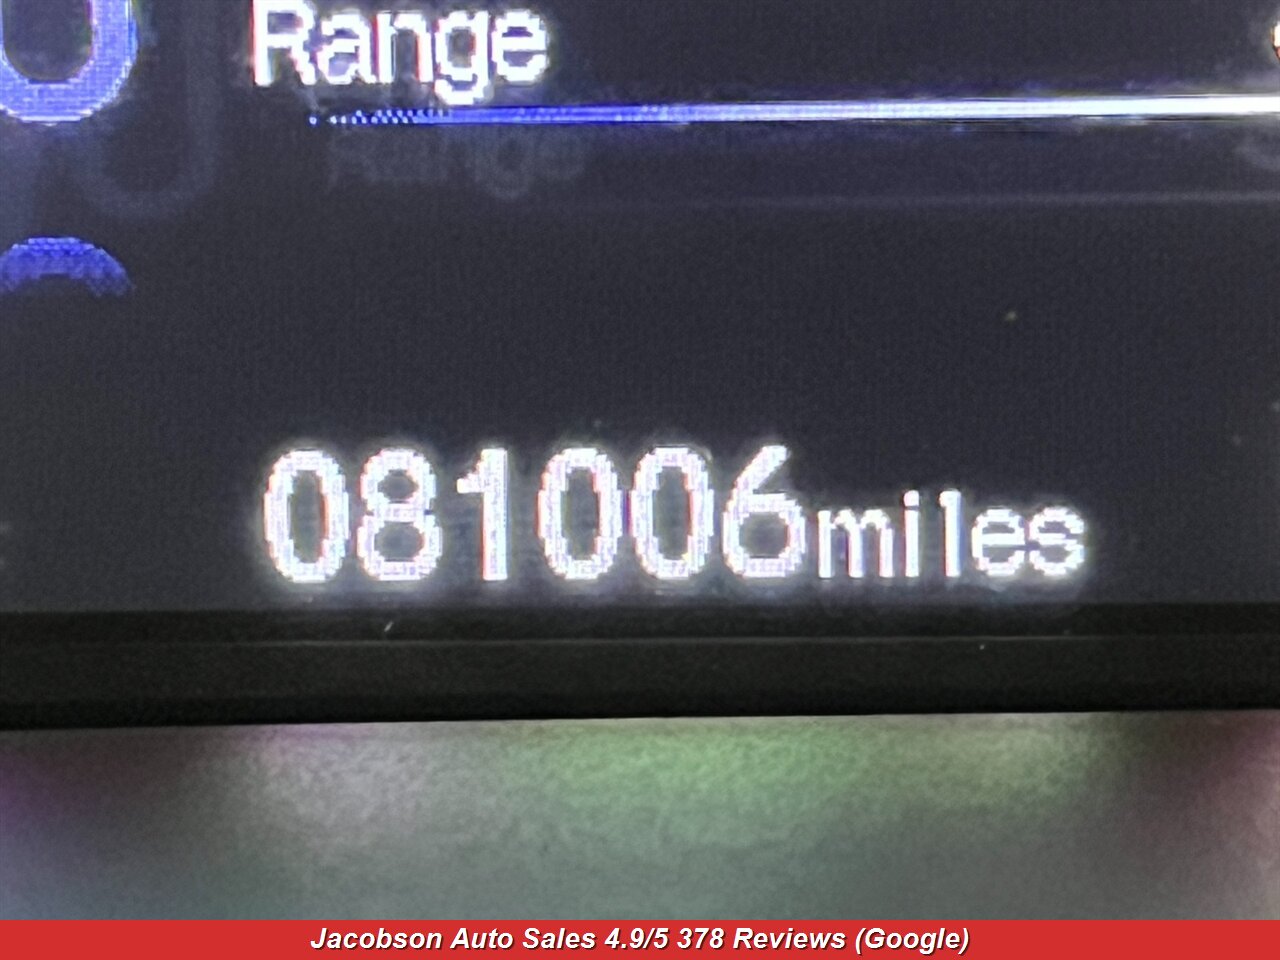 Range
081006miles
Jacobson Auto Sales 4.9/5 378 Reviews (Google)